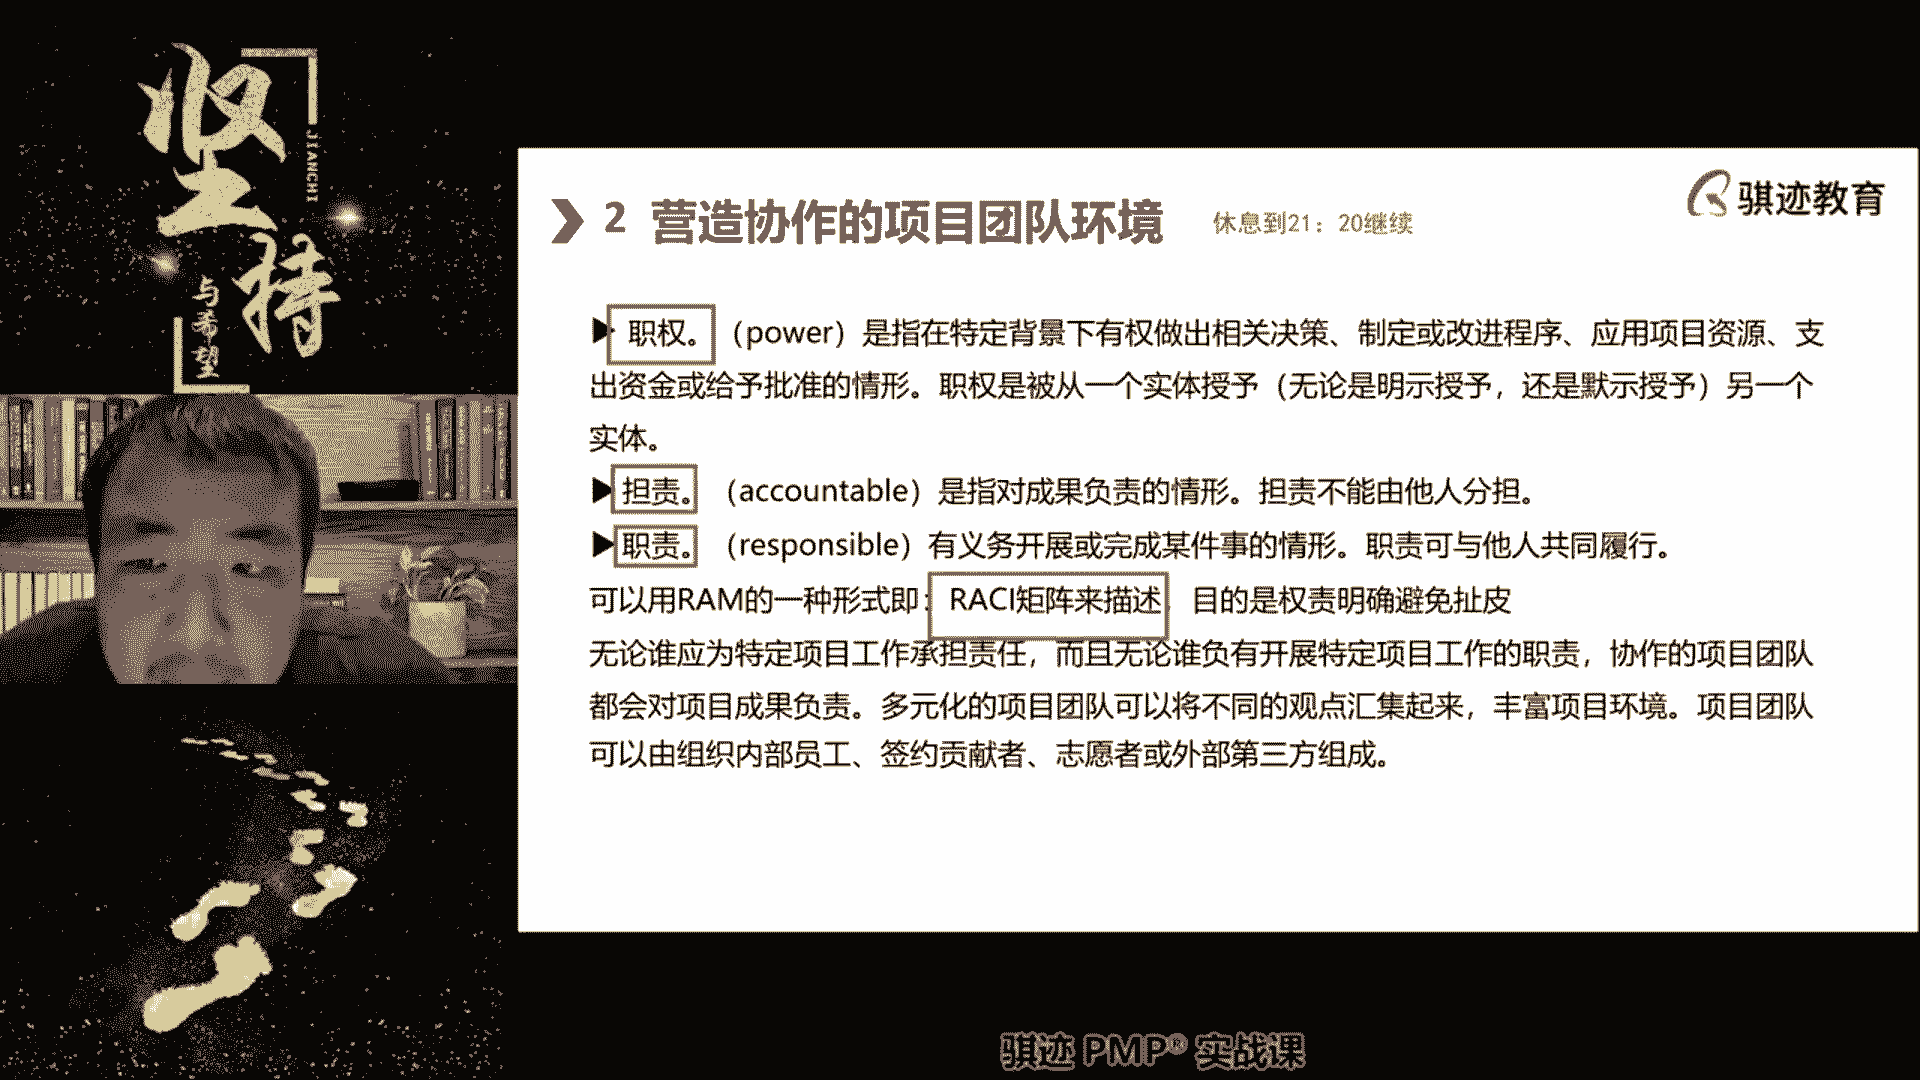 坚持
JIANCHI
与希望
骐迹教育
2 营造协作的项目团队环境
休息到21：20继续
职权。（power）是指在特定背景下有权做出相关决策、制定或改进程序、应用项目资源、支
出资金或给予批准的情形。职权是被从一个实体授予（无论是明示授予，还是默示授予）另一个
实体。
担责。（accountable）是指对成果负责的情形。担责不能由他人分担。
职责。（responsible）有义务开展或完成某件事的情形。职责可与他人共同履行。
可以用RAM的一种形式即：RACI矩阵来描述 目的是权责明确避免扯皮
无论谁应为特定项目工作承担责任，而且无论谁负有开展特定项目工作的职责，协作的项目团队
都会对项目成果负责。多元化的项目团队可以将不同的观点汇集起来，丰富项目环境。项目团队
可以由组织内部员工、签约贡献者、志愿者或外部第三方组成。
骐迹 PMP® 实战课